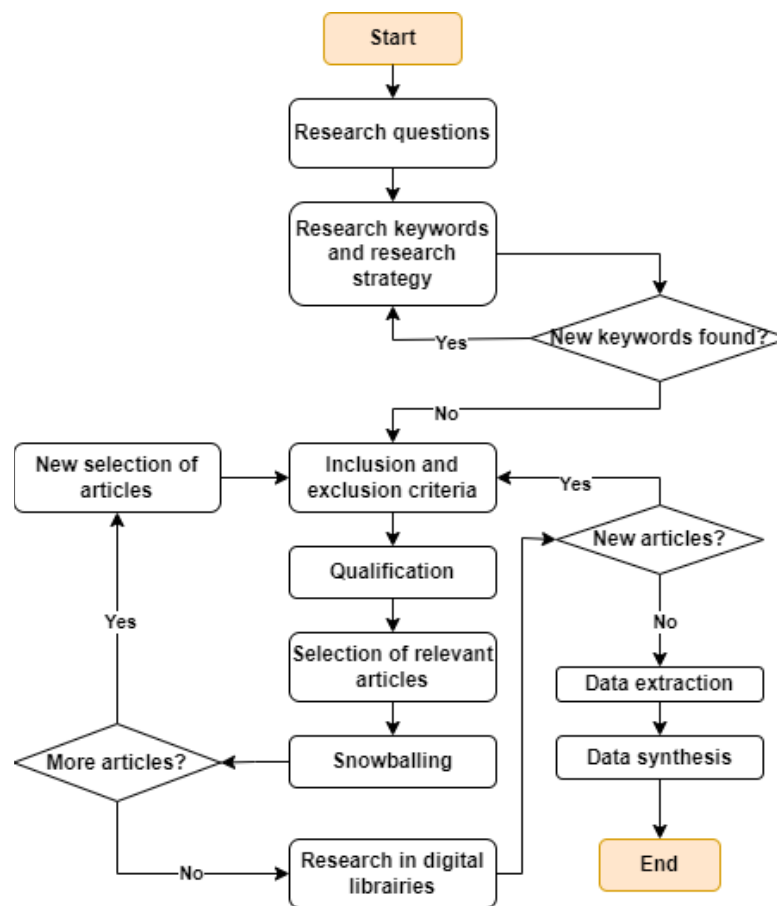 Start
Research questions
Research keywords
and research
strategy
New keywords found?
Yes
No
New selection of
articles
Inclusion and
exclusion criteria
Yes
New articles?
Qualification
Yes
No
Selection of relevant
articles
Data extraction
More articles?
Snowballing
Data synthesis
No
Research in digital
librairies
End